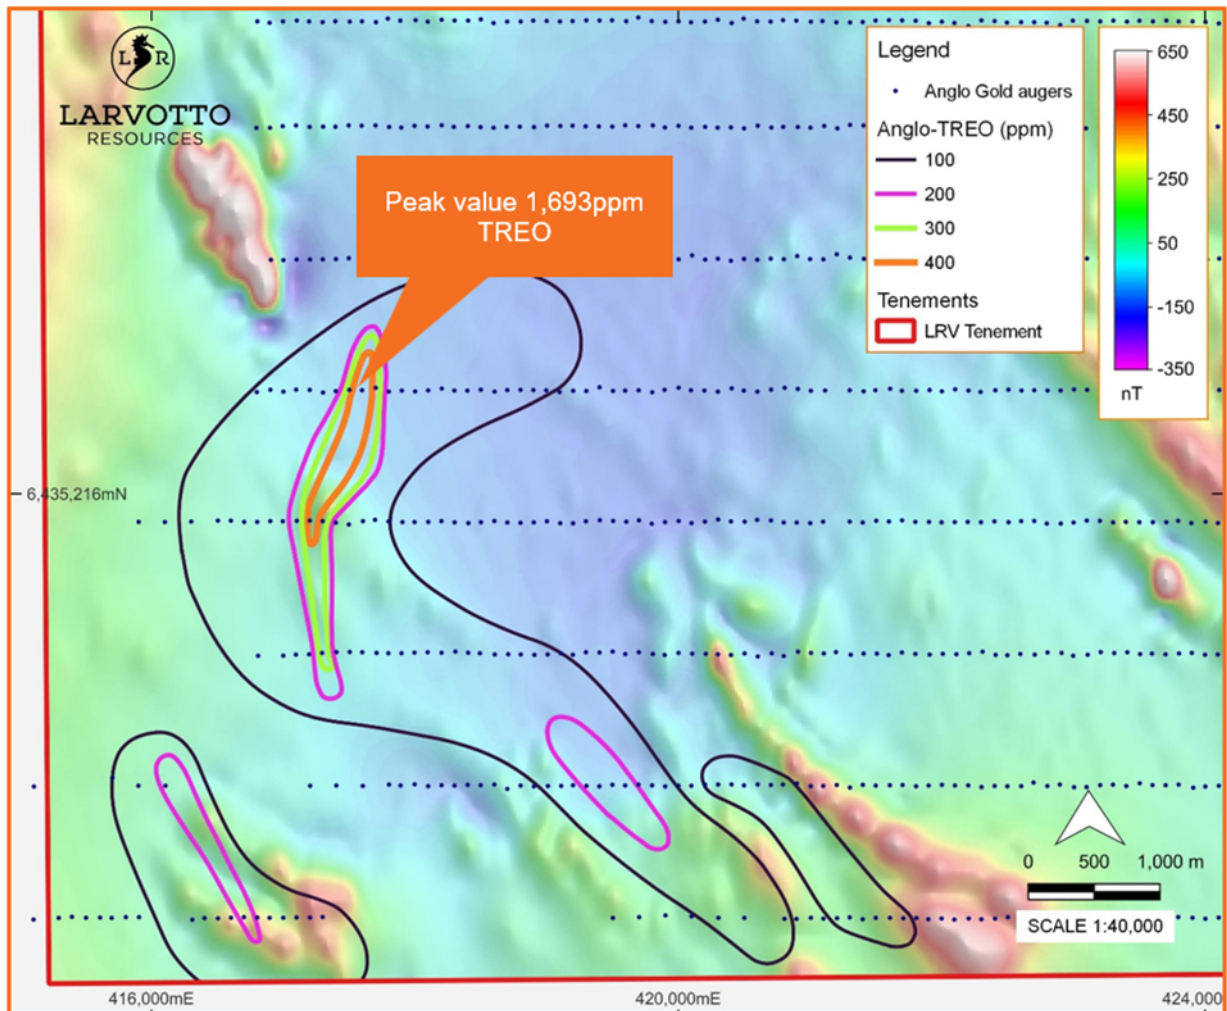 L R
LARVOTTO
RESOURCES
Peak value 1,693ppm
TREO
Legend
Anglo Gold augers
Anglo-TREO (ppm)
100
200
300
400
Tenements
LRV Tenement
650
450
250
50
-150
-350
nT
6,435,216mN
0 500 1,000 m
SCALE 1:40,000
416,000mE
420,000mE
424,000